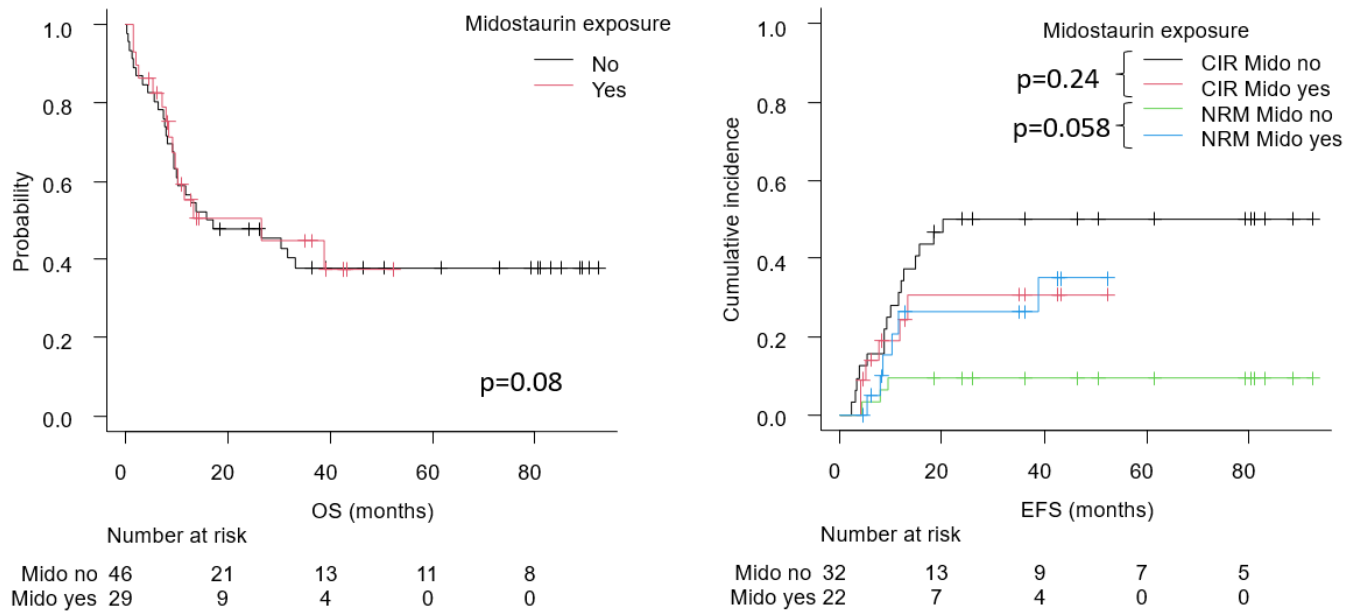 Midostaurin exposure
No
Yes
1.0
0.8
0.6
0.4
0.2
0.0
Probability
p=0.08
0
20
40
60
80
OS (months)
Number at risk
Mido no 46 21 13 11 8
Mido yes 29 9 4 0 0
Midostaurin exposure
p=0.24
CIR Mido no
CIR Mido yes
p=0.058
NRM Mido no
NRM Mido yes
1.0
0.8
0.6
0.4
0.2
0.0
Cumulative incidence
0
20
40
60
80
EFS (months)
Number at risk
Mido no 32 13 9 7 5
Mido yes 22 7 4 0 0